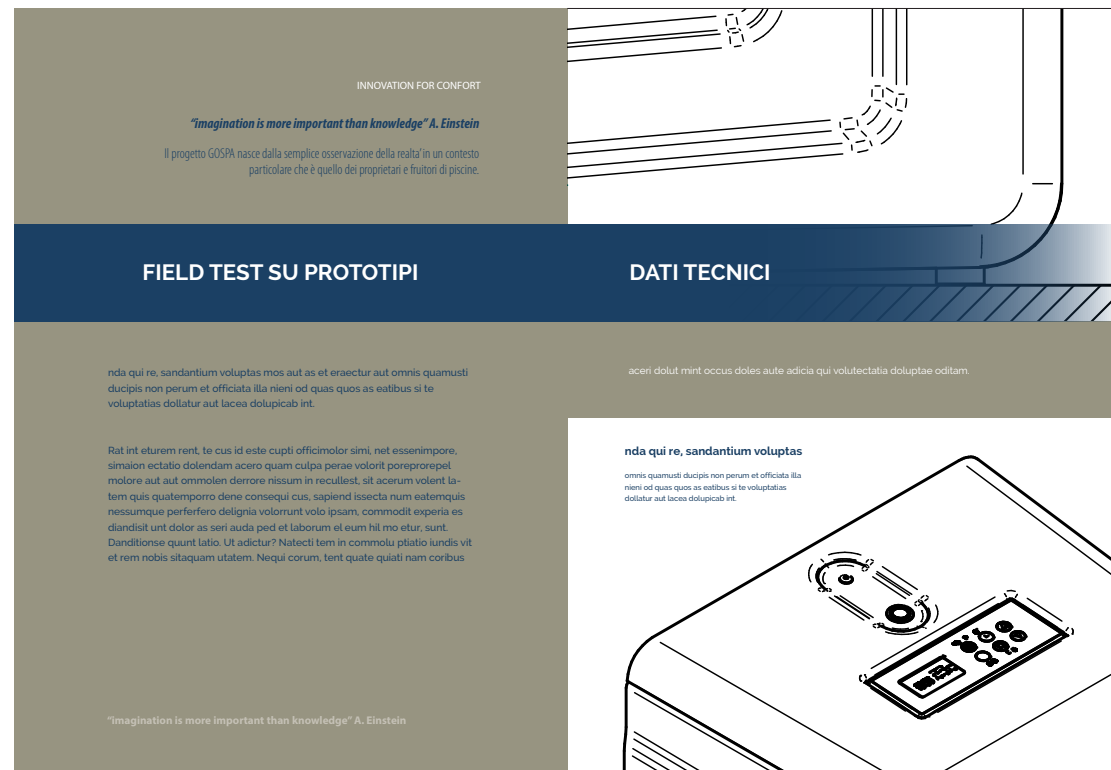 INNOVATION FOR CONFORT
“imagination is more important than knowledge” A. Einstein
Il progetto GOSPA nasce dalla semplice osservazione della realta’ in un contesto
particolare che è quello dei proprietari e fruitori di piscine.
FIELD TEST SU PROTOTIPI
nda qui re, sandantium voluptas mos aut as et eraectur aut omnis quamusti
ducipis non perum et officiata illa nieni od quas quos as eatibus si te
voluptatias dollatur aut lacea dolupicab int.
Rat int eturem rent, te cus id este cupti officimolor simi, net essenimpore,
simaion ectatio dolendam acero quam culpa perae volorit poreprorepel
molore aut aut ommolen derrore nissum in recullest, sit acerum volent la-
tem quis quatemporro dene consequi cus, sapiend issecta num eatemquis
nessumque perferfero delignia volorrunt volo ipsam, commodit experia es
diandisit unt dolor as seri auda ped et laborum el eum hil mo etur, sunt.
Danditionse quunt latio. Ut adictur? Natecti tem in commolu ptiatio iundis vit
et rem nobis sitaquam utatem. Nequi corum, tent quate quiati nam coribus
“imagination is more important than knowledge” A. Einstein
DATI TECNICI
aceri dolut mint occus doles aute adicia qui volutectatia doluptae oditam.
nda qui re, sandantium voluptas
omnis quamusti ducipis non perum et officiata illa
nieni od quas quos as eatibus si te voluptatias
dollatur aut lacea dolupicab int.